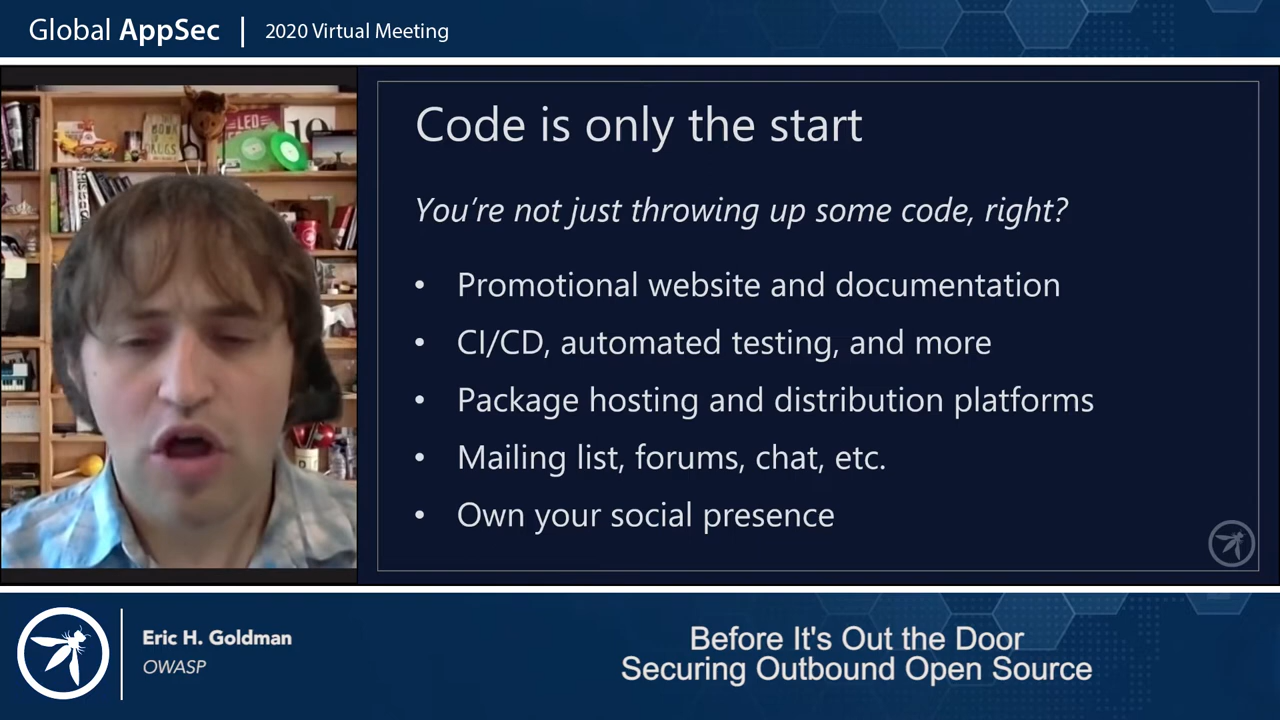 Global AppSec | 2020 Virtual Meeting
LED
19
Code is only the start
You're not just throwing up some code, right?
• Promotional website and documentation
• CI/CD, automated testing, and more
• Package hosting and distribution platforms
• Mailing list, forums, chat, etc.
• Own your social presence
Eric H. Goldman
OWASP
Before It's Out the Door
Securing Outbound Open Source